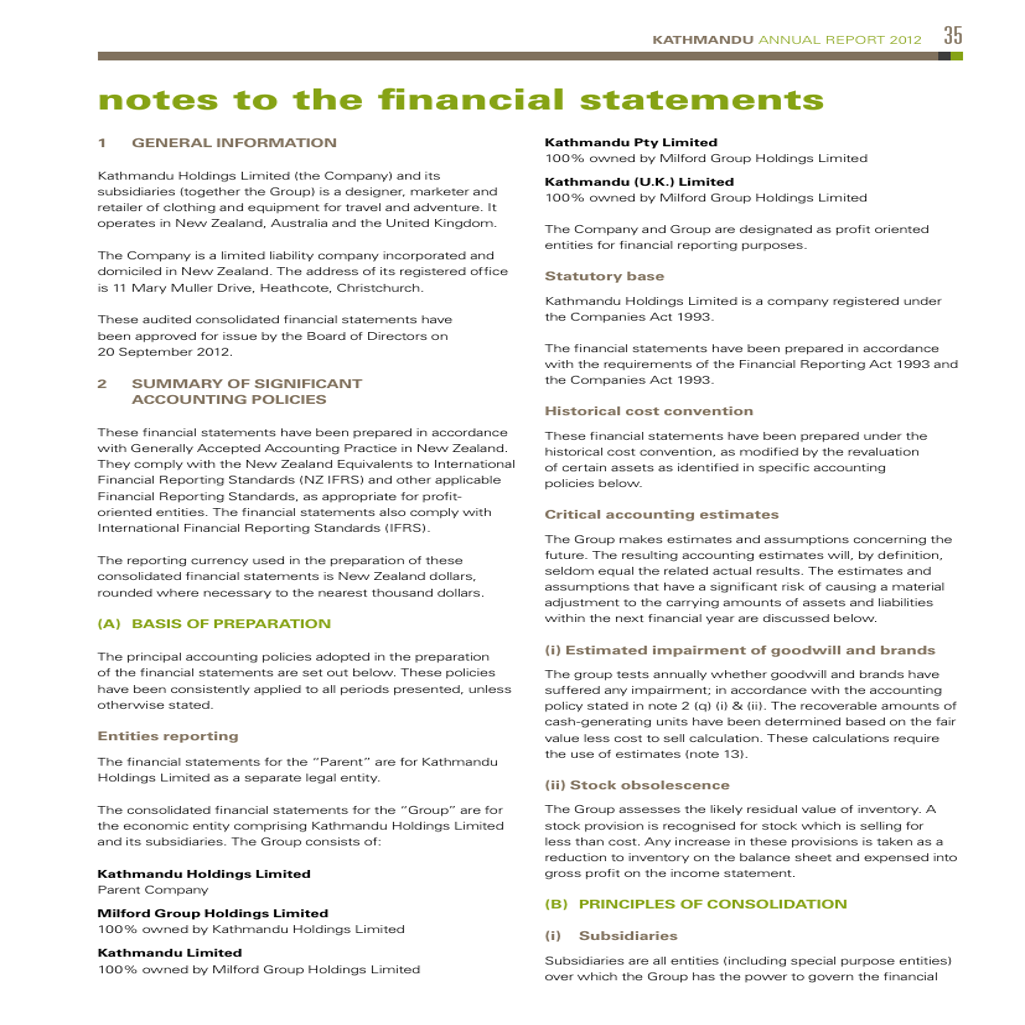 KATHMANDU ANNUAL REPORT 2012 35
notes to the financial statements
1 GENERAL INFORMATION
Kathmandu Holdings Limited (the Company) and its
subsidiaries (together the Group) is a designer, marketer and
retailer of clothing and equipment for travel and adventure. It
operates in New Zealand, Australia and the United Kingdom.
The Company is a limited liability company incorporated and
domiciled in New Zealand. The address of its registered office
is 11 Mary Muller Drive, Heathcote, Christchurch.
These audited consolidated financial statements have
been approved for issue by the Board of Directors on
20 September 2012.
2 SUMMARY OF SIGNIFICANT
ACCOUNTING POLICIES
These financial statements have been prepared in accordance
with Generally Accepted Accounting Practice in New Zealand.
They comply with the New Zealand Equivalents to International
Financial Reporting Standards (NZ IFRS) and other applicable
Financial Reporting Standards, as appropriate for profit-
oriented entities. The financial statements also comply with
International Financial Reporting Standards (IFRS).
The reporting currency used in the preparation of these
consolidated financial statements is New Zealand dollars,
rounded where necessary to the nearest thousand dollars.
(A) BASIS OF PREPARATION
The principal accounting policies adopted in the preparation
of the financial statements are set out below. These policies
have been consistently applied to all periods presented, unless
otherwise stated.
Entities reporting
The financial statements for the “Parent” are for Kathmandu
Holdings Limited as a separate legal entity.
The consolidated financial statements for the “Group” are for
the economic entity comprising Kathmandu Holdings Limited
and its subsidiaries. The Group consists of:
Kathmandu Holdings Limited
Parent Company
Milford Group Holdings Limited
100% owned by Kathmandu Holdings Limited
Kathmandu Limited
100% owned by Milford Group Holdings Limited
Kathmandu Pty Limited
100% owned by Milford Group Holdings Limited
Kathmandu (U.K.) Limited
100% owned by Milford Group Holdings Limited
The Company and Group are designated as profit oriented
entities for financial reporting purposes.
Statutory base
Kathmandu Holdings Limited is a company registered under
the Companies Act 1993.
The financial statements have been prepared in accordance
with the requirements of the Financial Reporting Act 1993 and
the Companies Act 1993.
Historical cost convention
These financial statements have been prepared under the
historical cost convention, as modified by the revaluation
of certain assets as identified in specific accounting
policies below.
Critical accounting estimates
The Group makes estimates and assumptions concerning the
future. The resulting accounting estimates will, by definition,
seldom equal the related actual results. The estimates and
assumptions that have a significant risk of causing a material
adjustment to the carrying amounts of assets and liabilities
within the next financial year are discussed below.
(i) Estimated impairment of goodwill and brands
The group tests annually whether goodwill and brands have
suffered any impairment; in accordance with the accounting
policy stated in note 2 (q) (i) & (ii). The recoverable amounts of
cash-generating units have been determined based on the fair
value less cost to sell calculation. These calculations require
the use of estimates (note 13).
(ii) Stock obsolescence
The Group assesses the likely residual value of inventory. A
stock provision is recognised for stock which is selling for
less than cost. Any increase in these provisions is taken as a
reduction to inventory on the balance sheet and expensed into
gross profit on the income statement.
(B) PRINCIPLES OF CONSOLIDATION
(i) Subsidiaries
Subsidiaries are all entities (including special purpose entities)
over which the Group has the power to govern the financial